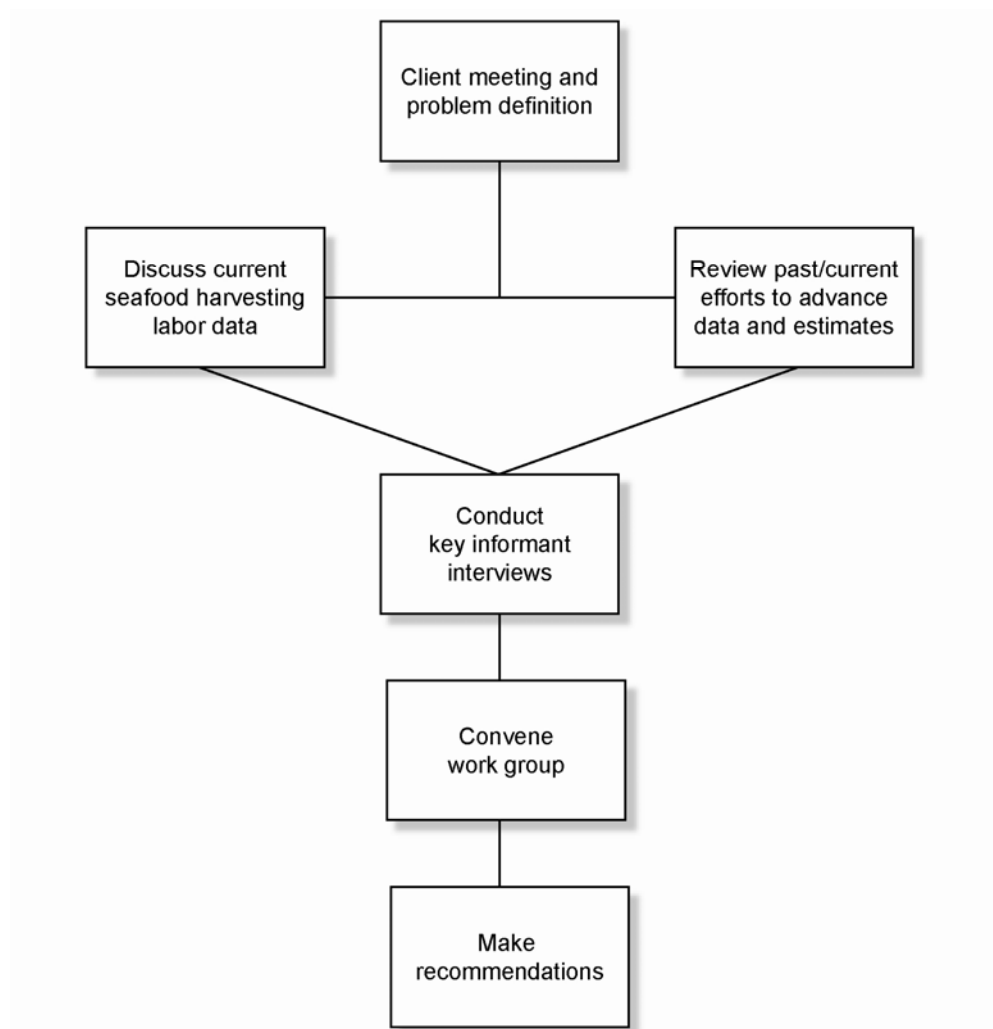 Client meeting and
problem definition
Discuss current
seafood harvesting
labor data
Review past/current
efforts to advance
data and estimates
Conduct
key informant
interviews
Convene
work group
Make
recommendations